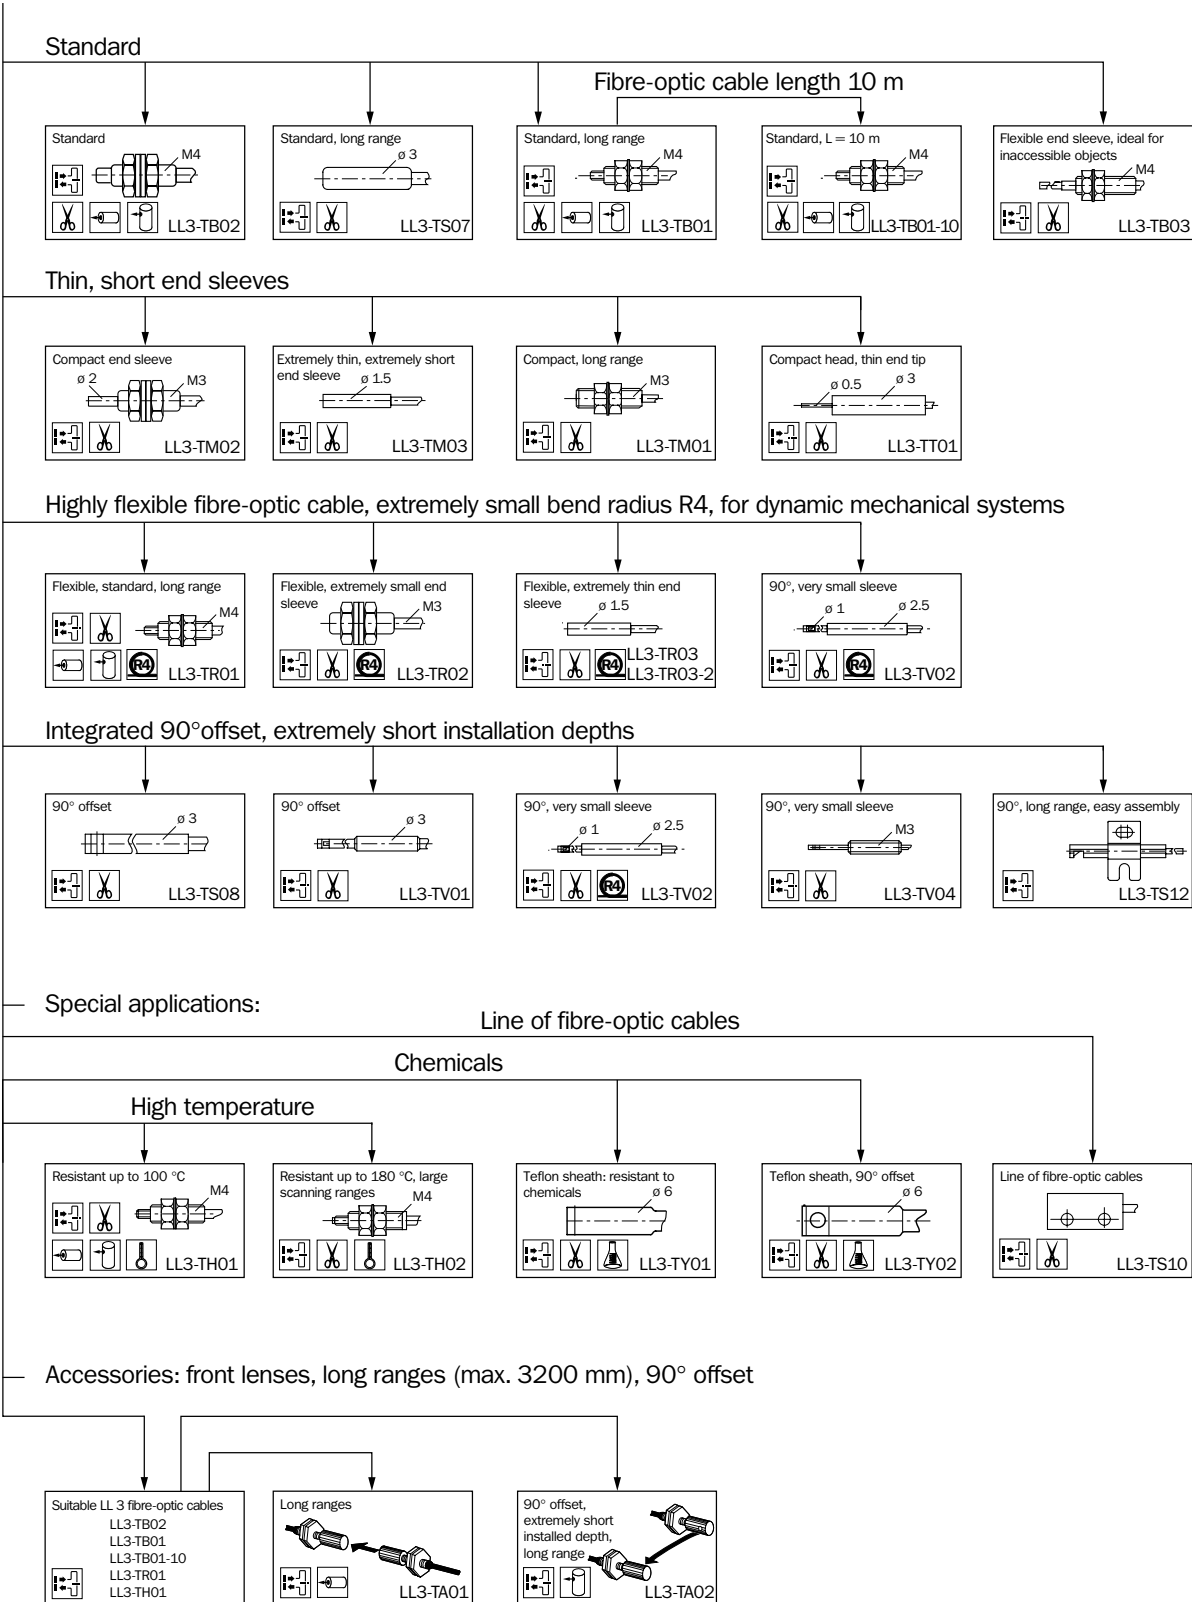 Standard
Fibre-optic cable length 10 m
Standard
M4
LL3-TB02
Standard, long range
ø 3
LL3-TS07
Standard, long range
M4
LL3-TB01
Standard, L = 10 m
M4
LL3-TB01-10
Flexible end sleeve, ideal for
inaccessible objects
M4
LL3-TB03
Thin, short end sleeves
Compact end sleeve
ø 2
M3
LL3-TM02
Extremely thin, extremely short
end sleeve
ø 1.5
LL3-TM03
Compact, long range
M3
LL3-TM01
Compact head, thin end tip
ø 0.5
ø 3
LL3-TT01
Highly flexible fibre-optic cable, extremely small bend radius R4, for dynamic mechanical systems
Flexible, standard, long range
M4
R4
LL3-TR01
Flexible, extremely small end
sleeve
M3
R4
LL3-TR02
Flexible, extremely thin end
sleeve
ø 1.5
R4
LL3-TR03
LL3-TR03-2
90°, very small sleeve
ø 1
ø 2.5
R4
LL3-TV02
Integrated 90°offset, extremely short installation depths
90° offset
ø 3
LL3-TS08
90° offset
ø 3
LL3-TV01
90°, very small sleeve
ø 1
ø 2.5
R4
LL3-TV02
90°, very small sleeve
M3
LL3-TV04
90°, long range, easy assembly
LL3-TS12
Special applications:
Line of fibre-optic cables
Chemicals
High temperature
Resistant up to 100 °C
M4
LL3-TH01
Resistant up to 180 °C, large
scanning ranges
M4
LL3-TH02
Teflon sheath: resistant to
chemicals
ø 6
LL3-TY01
Teflon sheath, 90° offset
ø 6
LL3-TY02
Line of fibre-optic cables
LL3-TS10
Accessories: front lenses, long ranges (max. 3200 mm), 90° offset
Suitable LL 3 fibre-optic cables
LL3-TB02
LL3-TB01
LL3-TB01-10
LL3-TR01
LL3-TH01
Long ranges
LL3-TA01
90° offset,
extremely short
installed depth,
long range
LL3-TA02